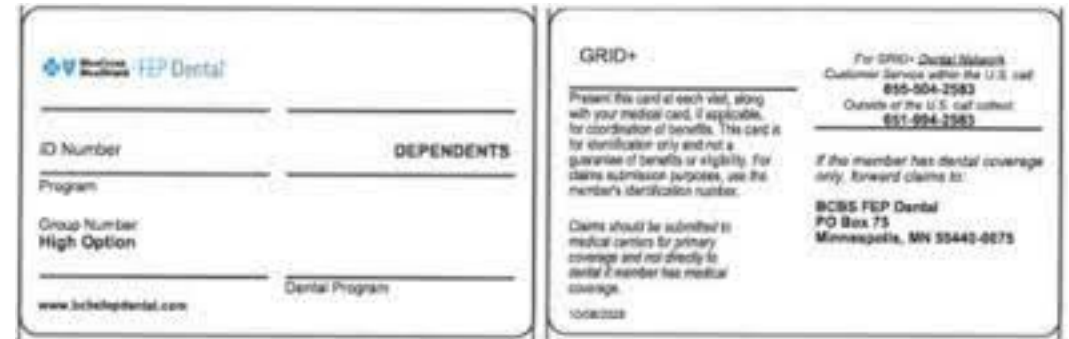 BlueCross BlueShield FEP Dental
ID Number
DEPENDENTS
Program
Group Number
High Option
Dental Program
www.bcbsfepdental.com
GRID+
Present this card at each visit, along
with your medical card, if applicable,
for coordination of benefits. This card is
for identification only and not a
guarantee of benefits or eligibility. For
claims submission purposes, use the
member's identification number.
Claims should be submitted to
medical carriers for primary
coverage and not directly to
dental if member has medical
coverage.
For GRID+ Dental Network
Customer Service within the U.S. call
855-504-2583
Outside of the U.S. call collect
651-994-2583
If the member has dental coverage
only, forward claims to:
BCBS FEP Dental
PO Box 75
Minneapolis, MN 55440-0075